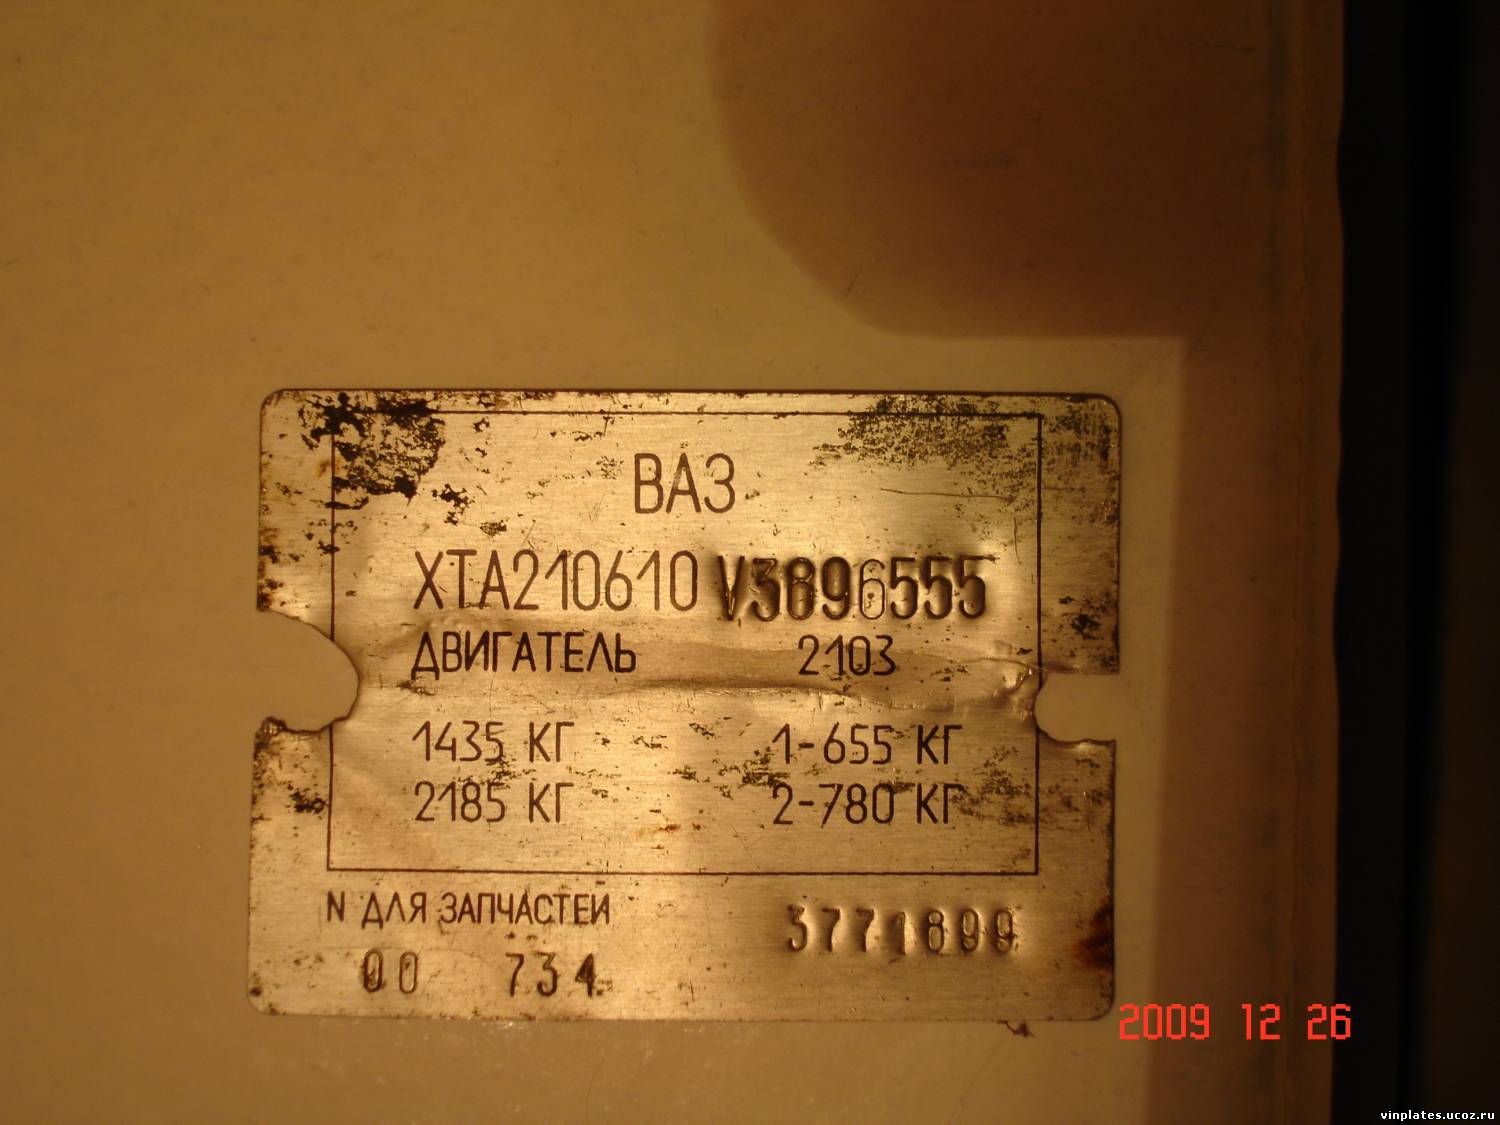 ВАЗ
XTA210610 V3896555
ДВИГАТЕЛЬ 2103
1435 КГ 1-655 КГ
2185 КГ 2-780 КГ
N ДЛЯ ЗАПЧАСТЕЙ 3771899
00 734
2009 12 26
vinplates.ucoz.ru